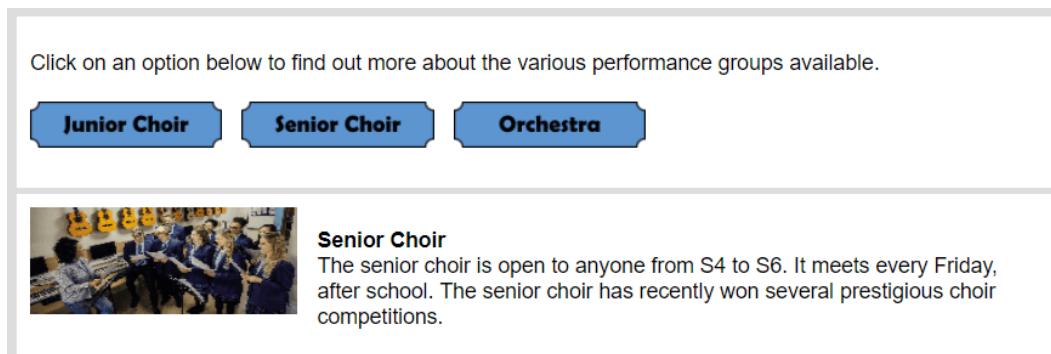 Click on an option below to find out more about the various performance groups available.
Junior Choir
Senior Choir
Orchestra
Senior Choir
The senior choir is open to anyone from S4 to S6. It meets every Friday,
after school. The senior choir has recently won several prestigious choir
competitions.